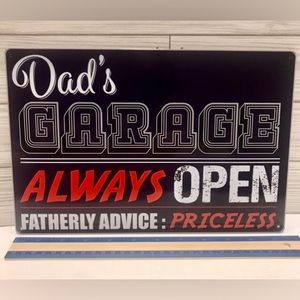 Dad's
GARAGE
ALWAYS OPEN
FATHERLY ADVICE: PRICELESS